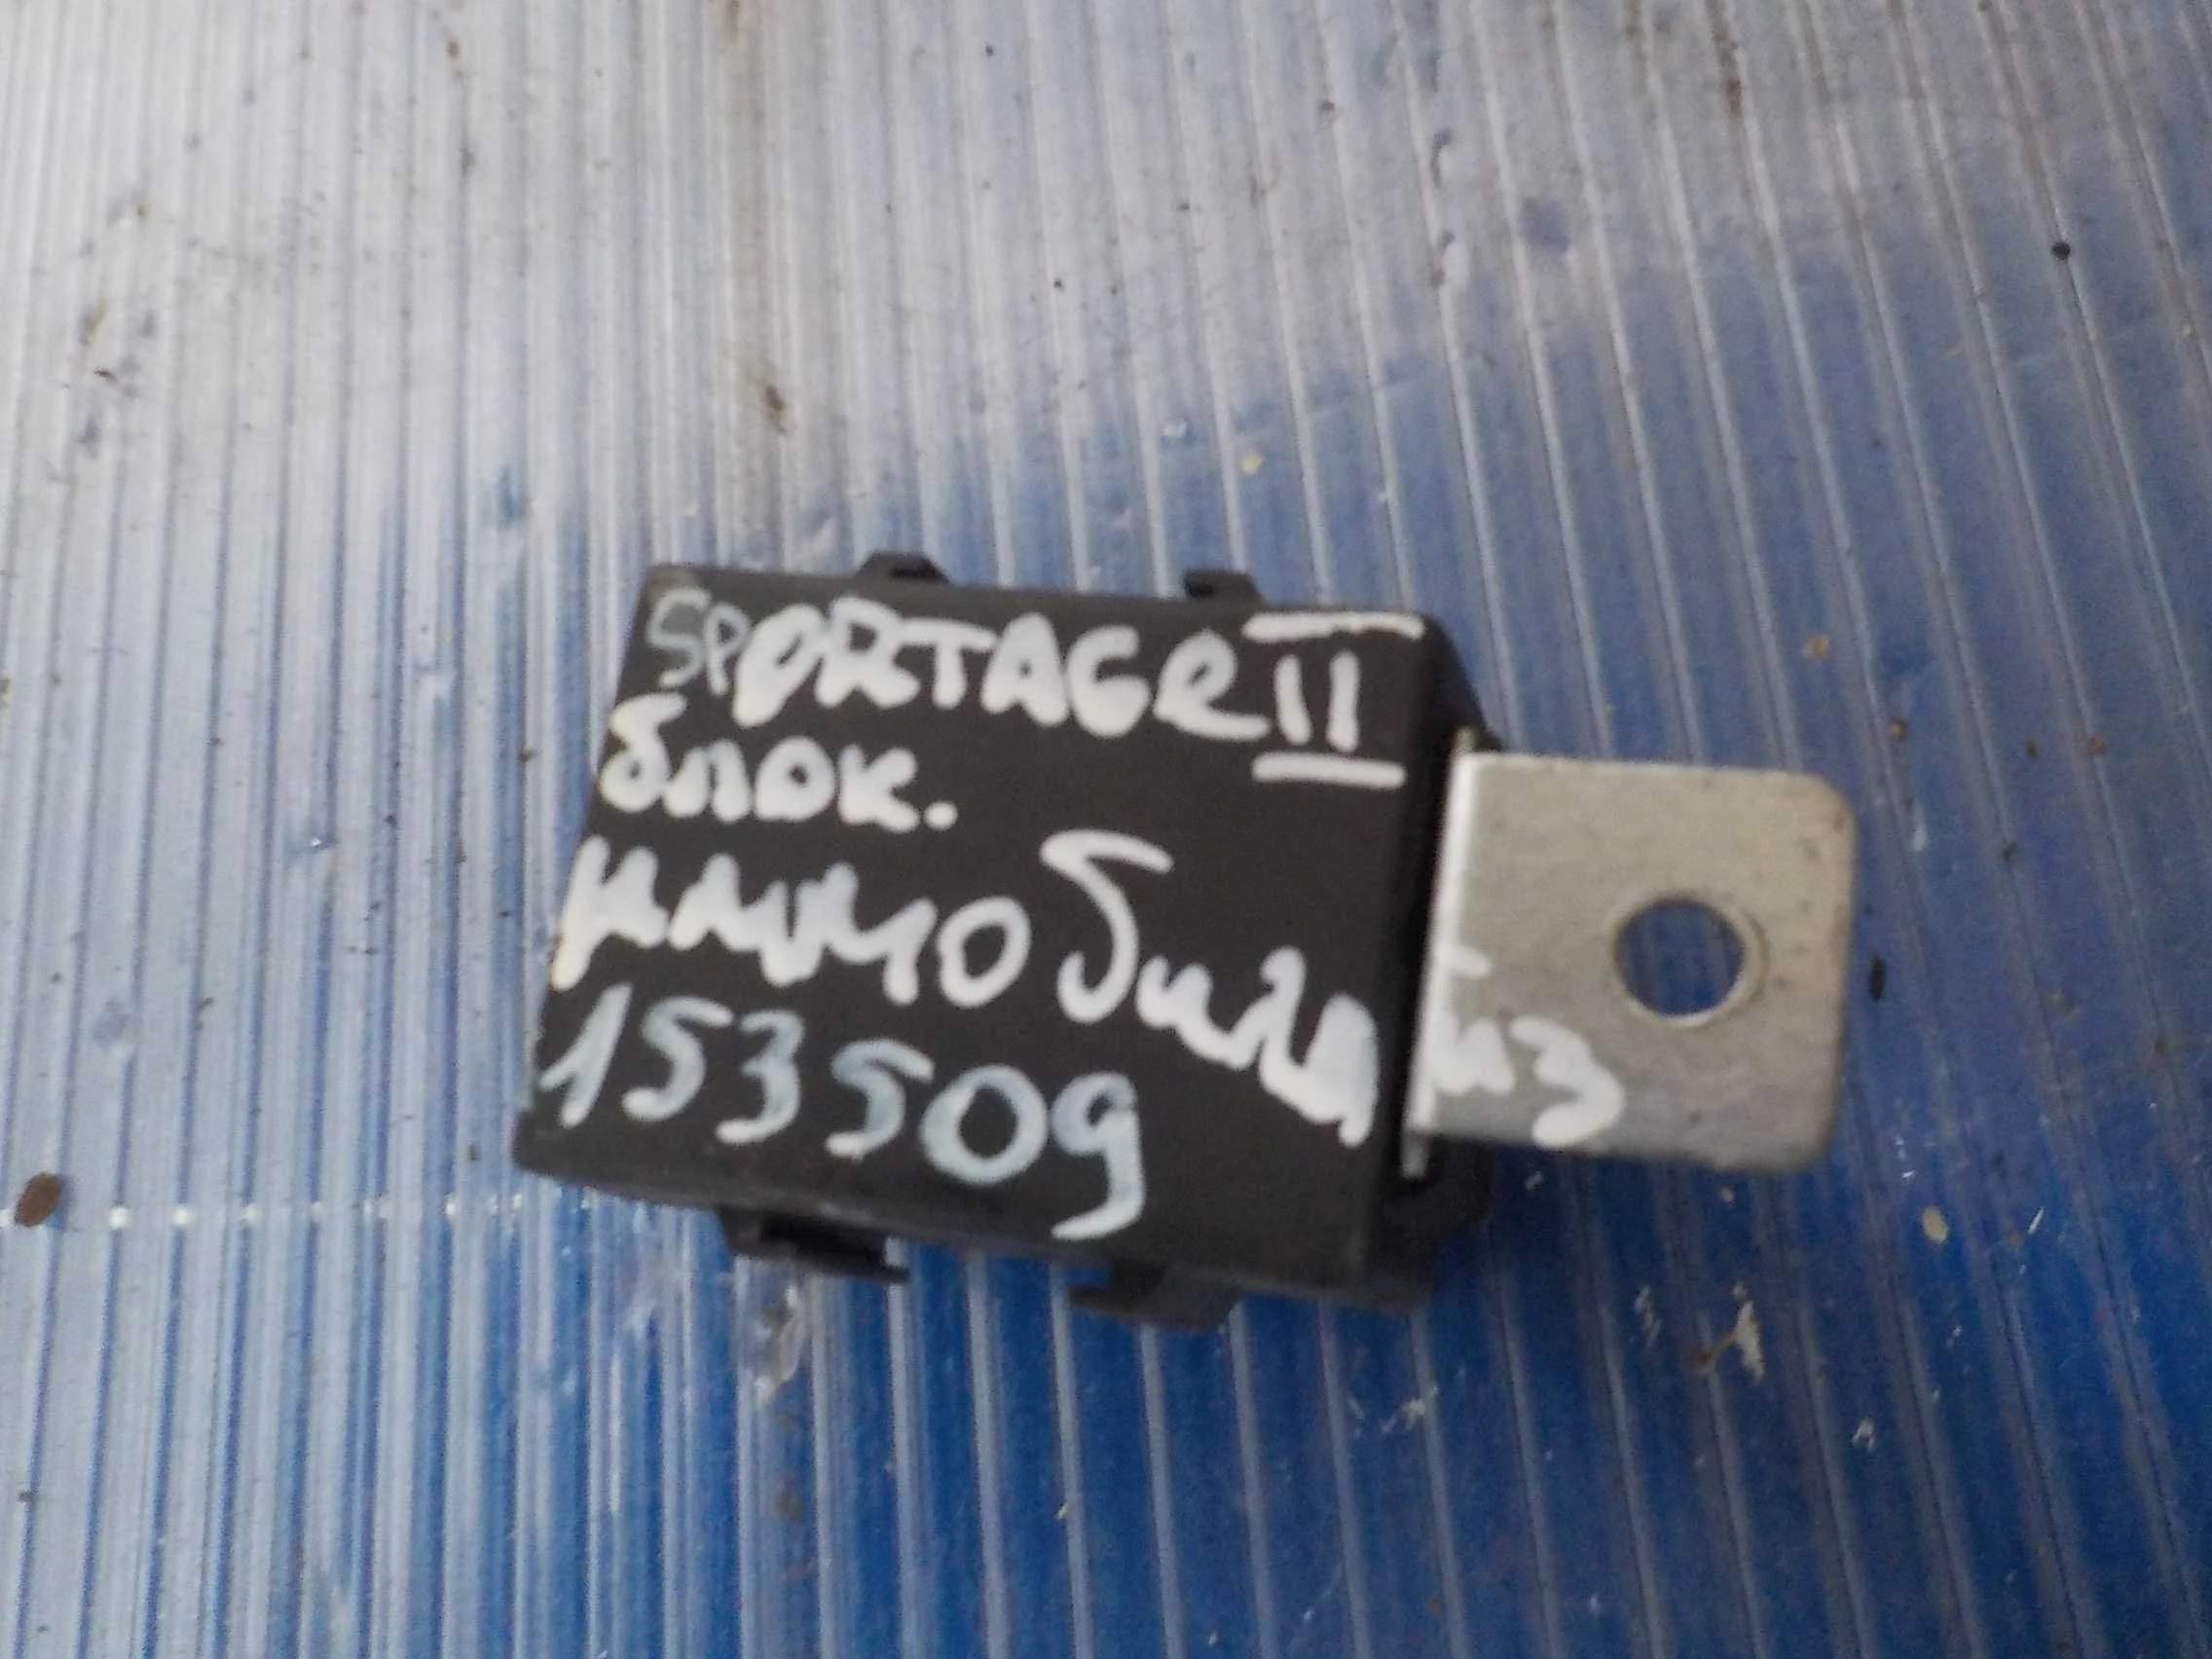 SPORTAGE II
блок.
иммобилайз
153509